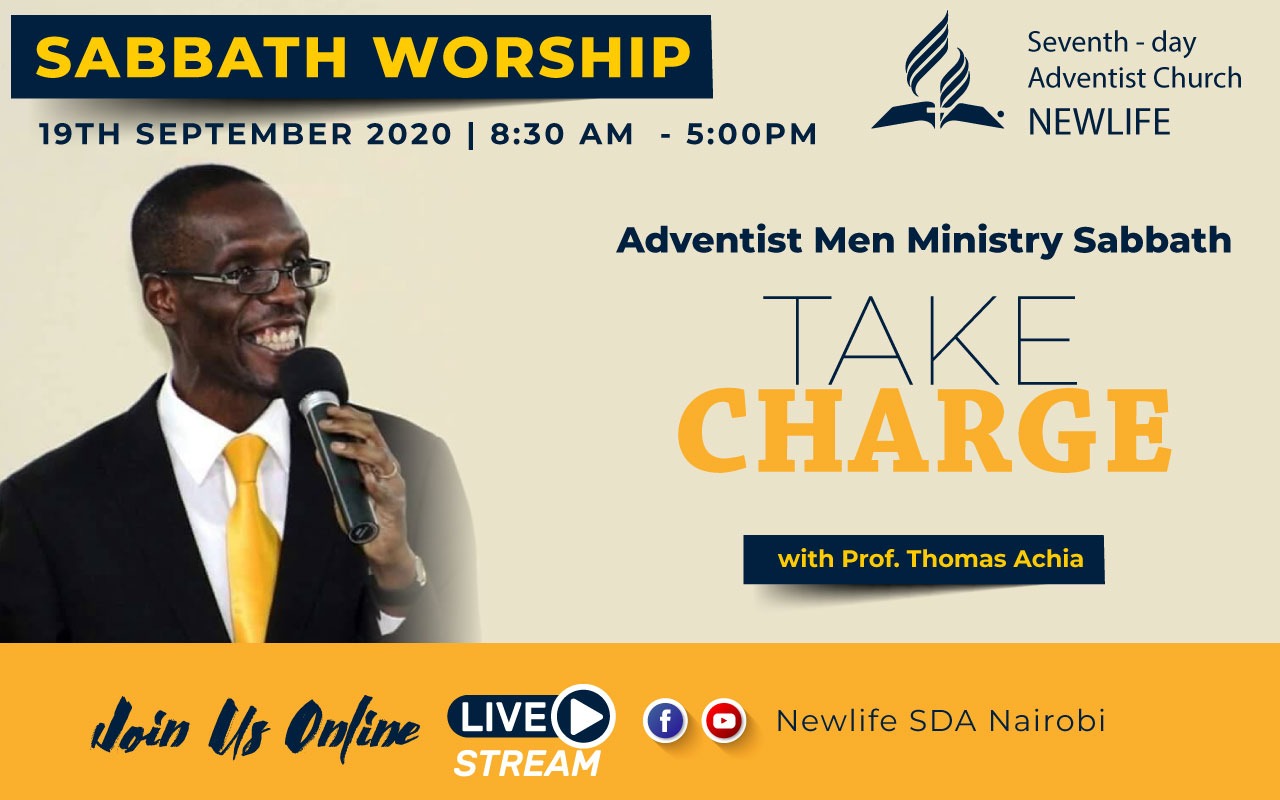 SABBATH WORSHIP
19TH SEPTEMBER 2020 | 8:30 AM - 5:00PM
Seventh - day
Adventist Church
NEWLIFE
Adventist Men Ministry Sabbath
TAKE
CHARGE
with Prof. Thomas Achia
Join Us Online
LIVE
STREAM
Newlife SDA Nairobi